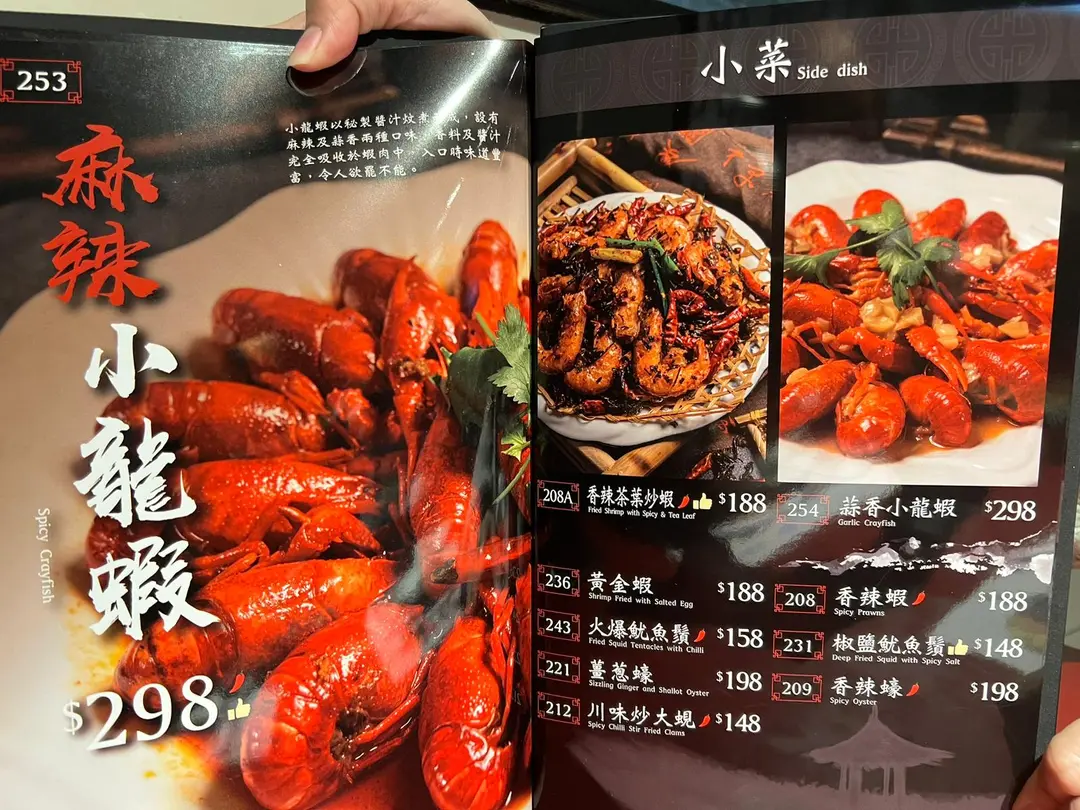 253
小龍蝦以秘製醬汁炆煮而成，設有
麻辣及蒜香兩種口味，香料及醬汁
完全吸收於蝦肉中，入口時味道豐
富，令人欲罷不能。
麻辣
小龍蝦
Spicy Crayfish
$298
小菜 Side dish
208A 香辣茶葉炒蝦 $188
Fried Shrimp with Spicy & Tea Leaf
254 蒜香小龍蝦 $298
Garlic Crayfish
236 黃金蝦 $188
Shrimp Fried with Salted Egg
243 火爆魷魚鬚 $158
Fried Squid Tentacles with Chilli
221 薑蔥蠔 $198
Sizzling Ginger and Shallot Oyster
212 川味炒大蜆 $148
Spicy Chilli Stir Fried Clams
208 香辣蝦 $188
Spicy Prawns
231 椒鹽魷魚鬚 $148
Deep Fried Squid with Spicy Salt
209 香辣蠔 $198
Spicy Oyster